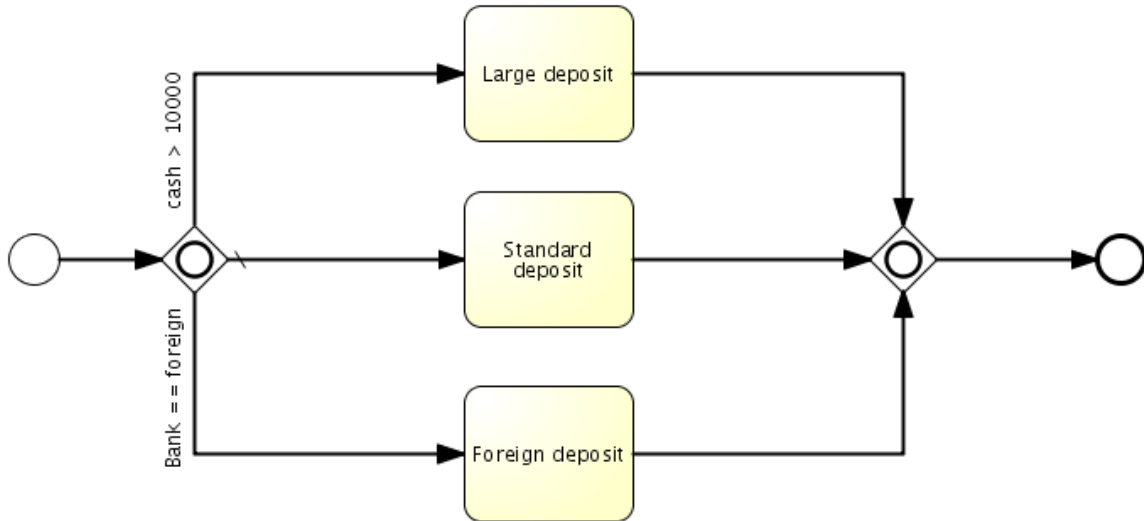 cash > 10000
Large deposit
Standard
deposit
Bank == foreign
Foreign deposit